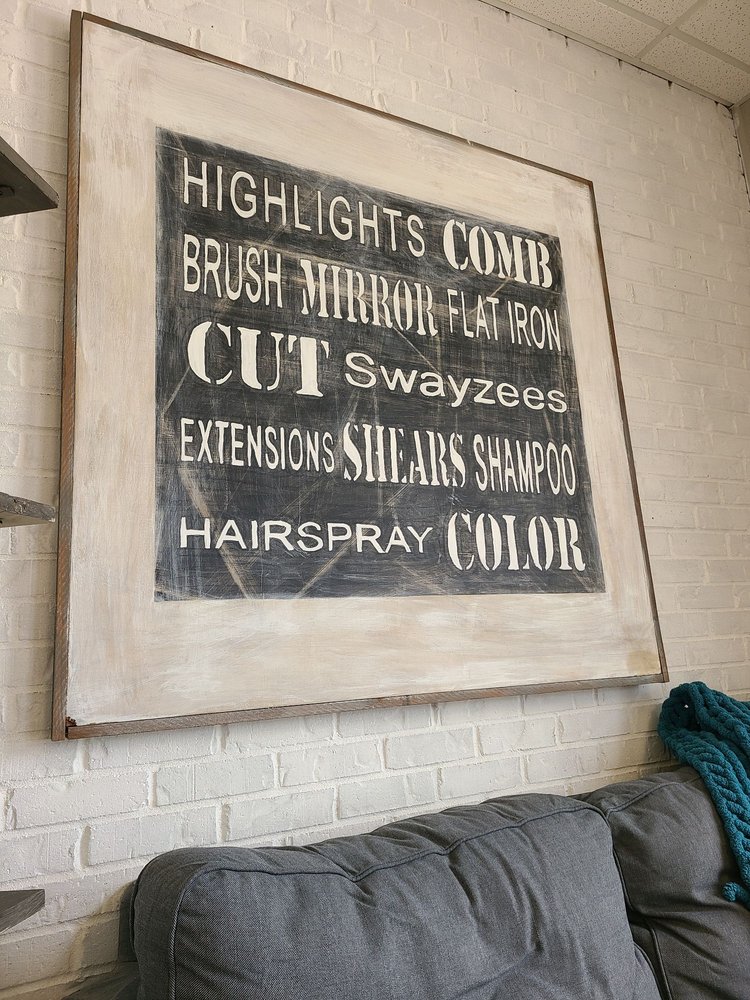 HIGHLIGHTS COMB
BRUSH MIRROR FLAT IRON
CUT Swayzees
EXTENSIONS SHEARS SHAMPOO
HAIRSPRAY COLOR